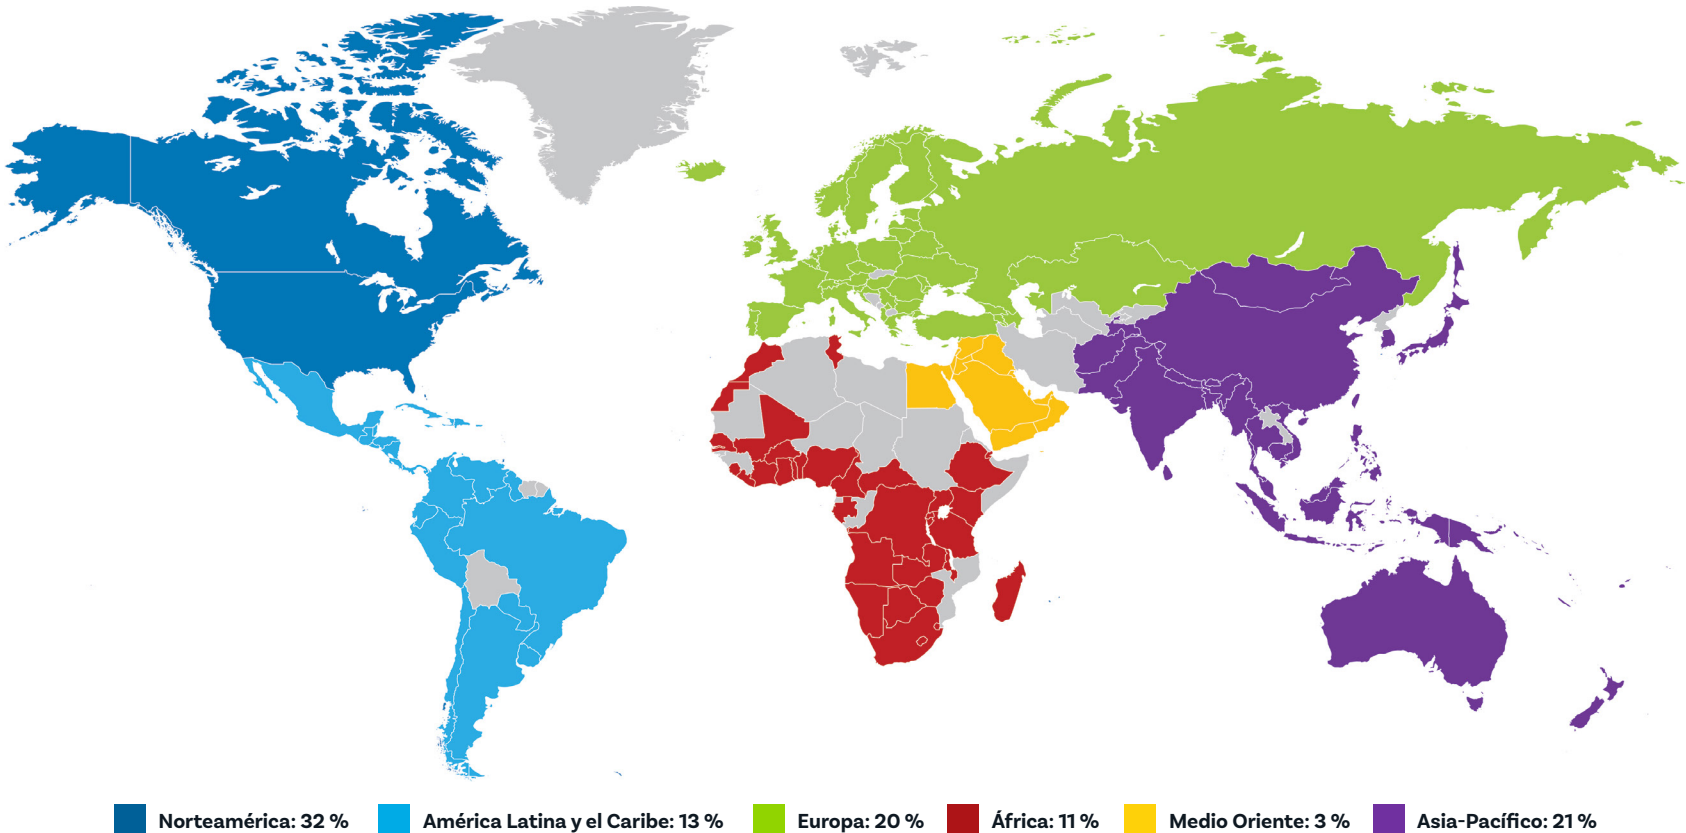 Norteamérica: 32 % América Latina y el Caribe: 13 % Europa: 20 % África: 11 % Medio Oriente: 3 % Asia-Pacífico: 21 %